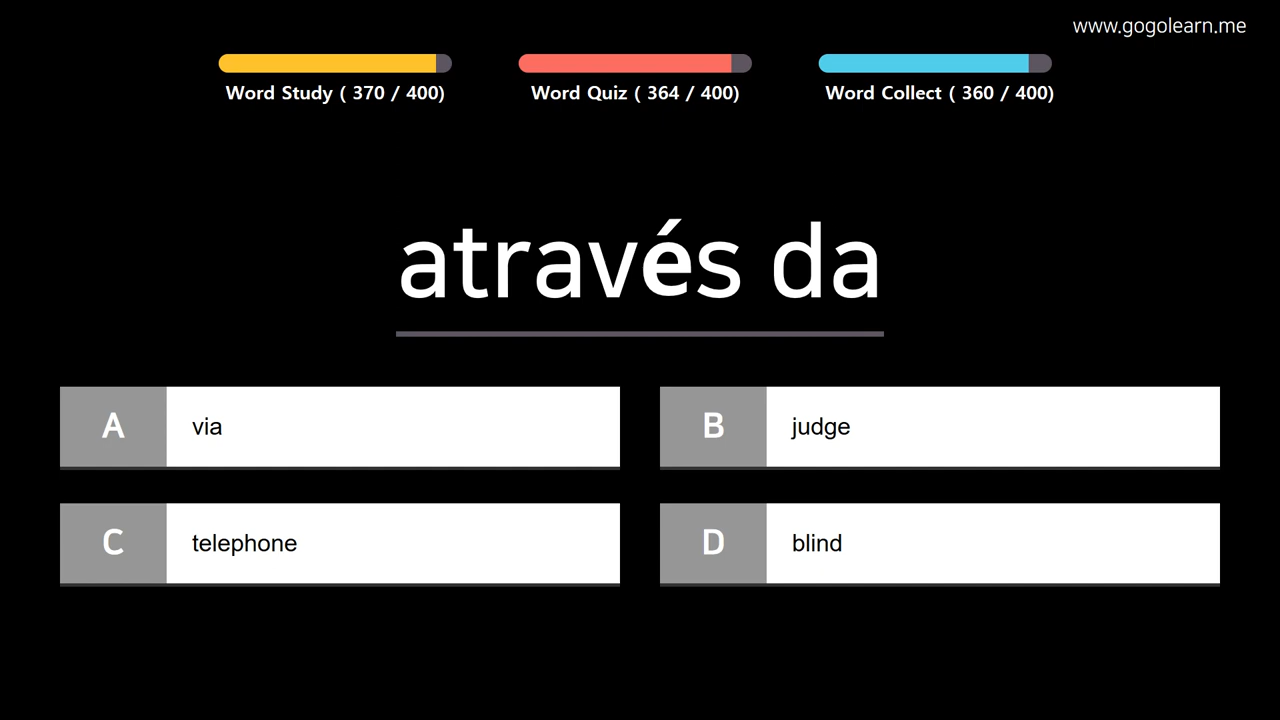 www.gogolearn.me
Word Study ( 370 / 400)
Word Quiz ( 364 / 400)
Word Collect ( 360 / 400)
através da
A via
B judge
C telephone
D blind